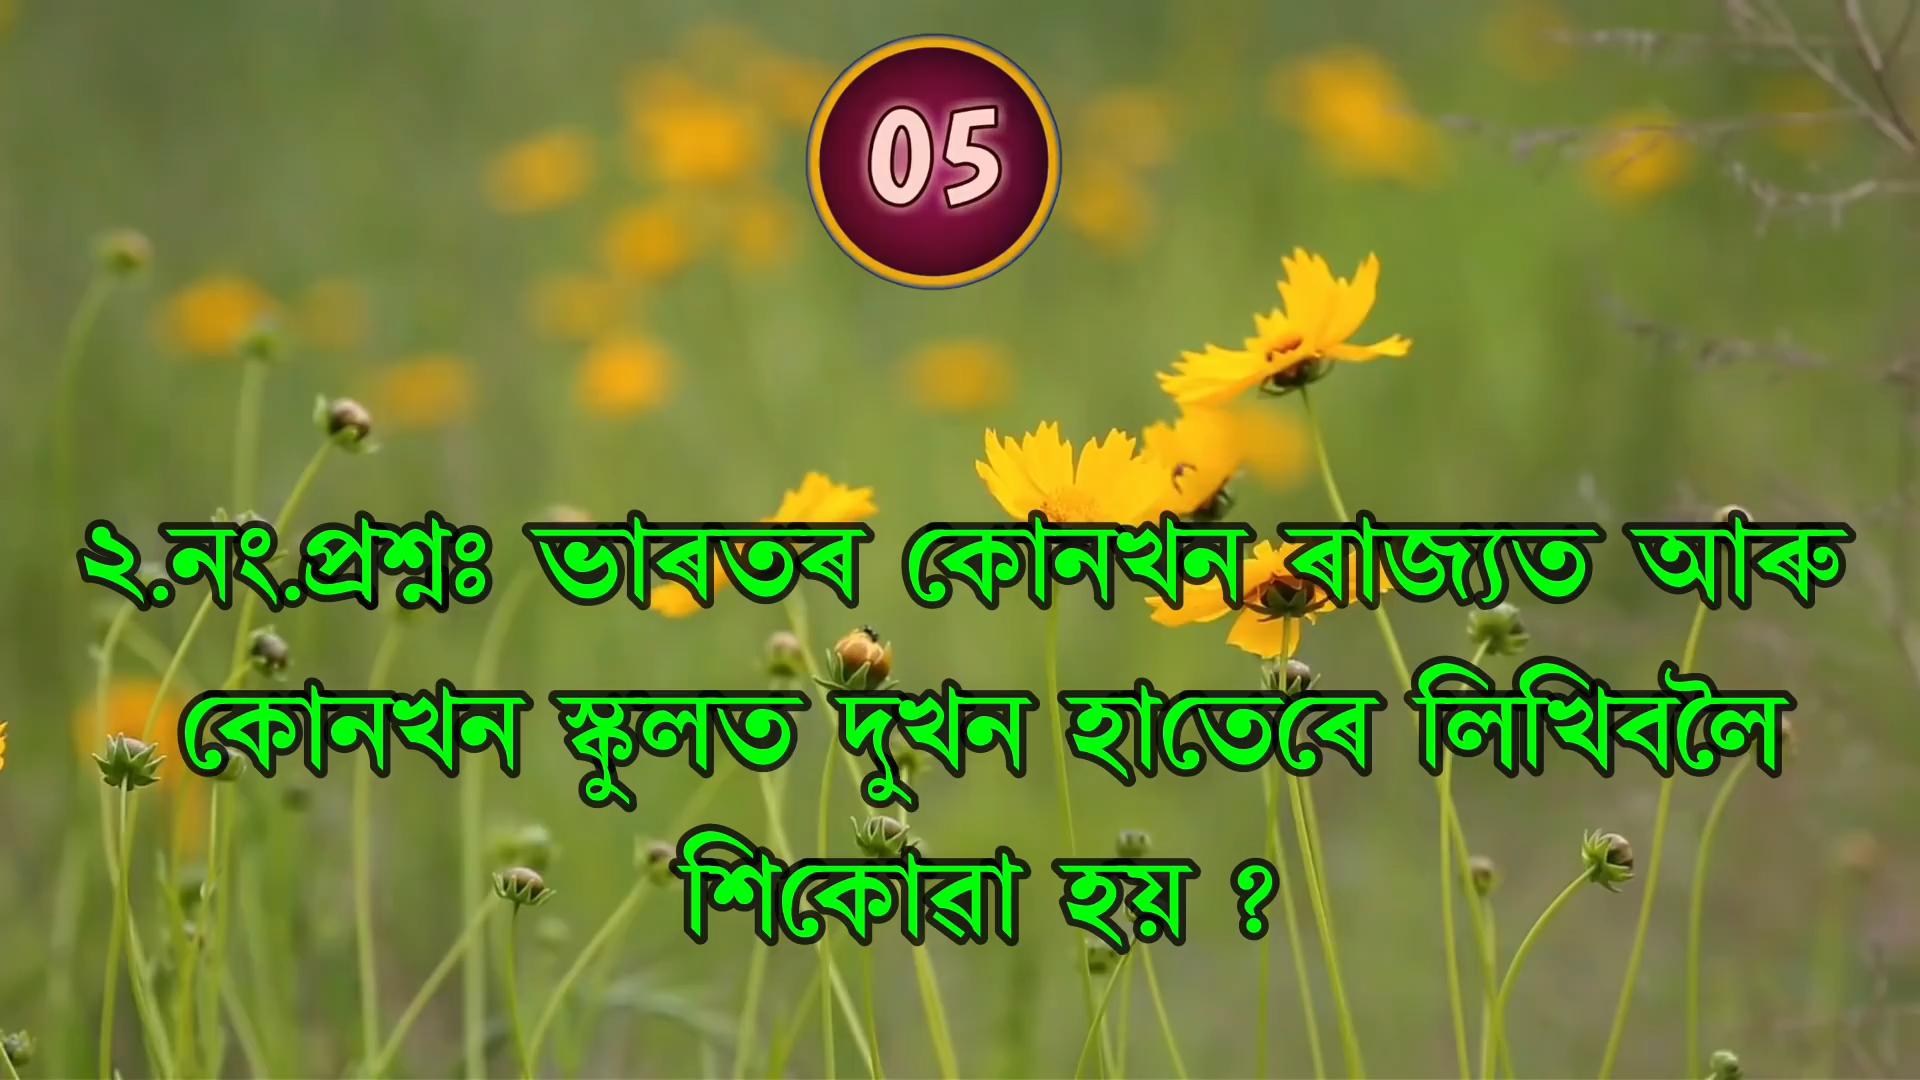 05
২.নং.প্ৰশ্নঃ ভাৰতৰ কোনখন ৰাজ্যত আৰু
কোনখন স্কুলত দুখন হাতেৰে লিখিবলৈ
শিকোৱা হয় ?